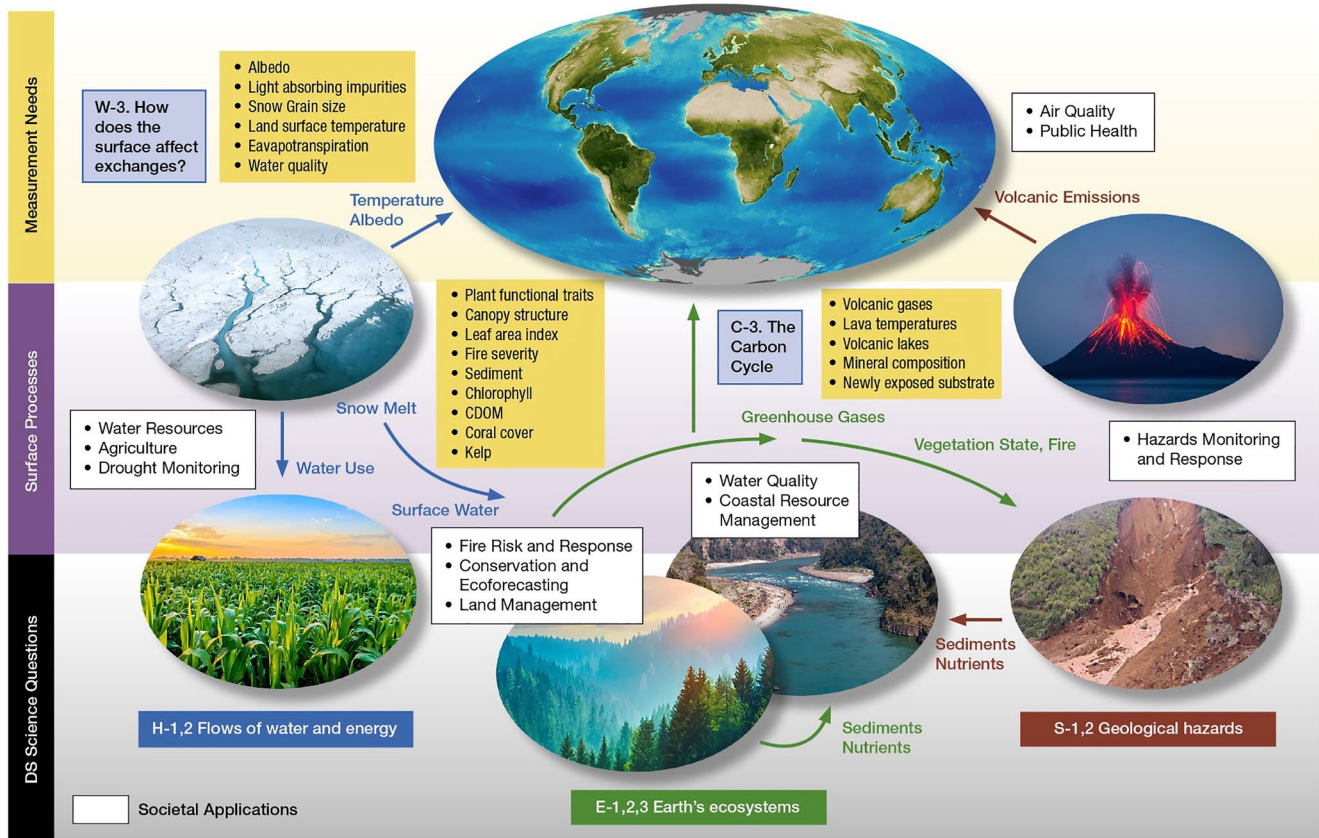 Measurement Needs
W-3. How
does the
surface affect
exchanges?
• Albedo
• Light absorbing impurities
• Snow Grain size
• Land surface temperature
• Eavapotranspiration
• Water quality
• Air Quality
• Public Health
Temperature
Albedo
Volcanic Emissions
Surface Processes
• Plant functional traits
• Canopy structure
• Leaf area index
• Fire severity
• Sediment
• Chlorophyll
• CDOM
• Coral cover
• Kelp
C-3. The
Carbon
Cycle
• Volcanic gases
• Lava temperatures
• Volcanic lakes
• Mineral composition
• Newly exposed substrate
Snow Melt
Greenhouse Gases
• Water Resources
• Agriculture
• Drought Monitoring
Vegetation State, Fire
• Hazards Monitoring
and Response
Water Use
• Water Quality
• Coastal Resource
Management
Surface Water
• Fire Risk and Response
• Conservation and
Ecoforecasting
• Land Management
DS Science Questions
Sediments
Nutrients
H-1,2 Flows of water and energy
Sediments
Nutrients
S-1,2 Geological hazards
Societal Applications
E-1,2,3 Earth's ecosystems